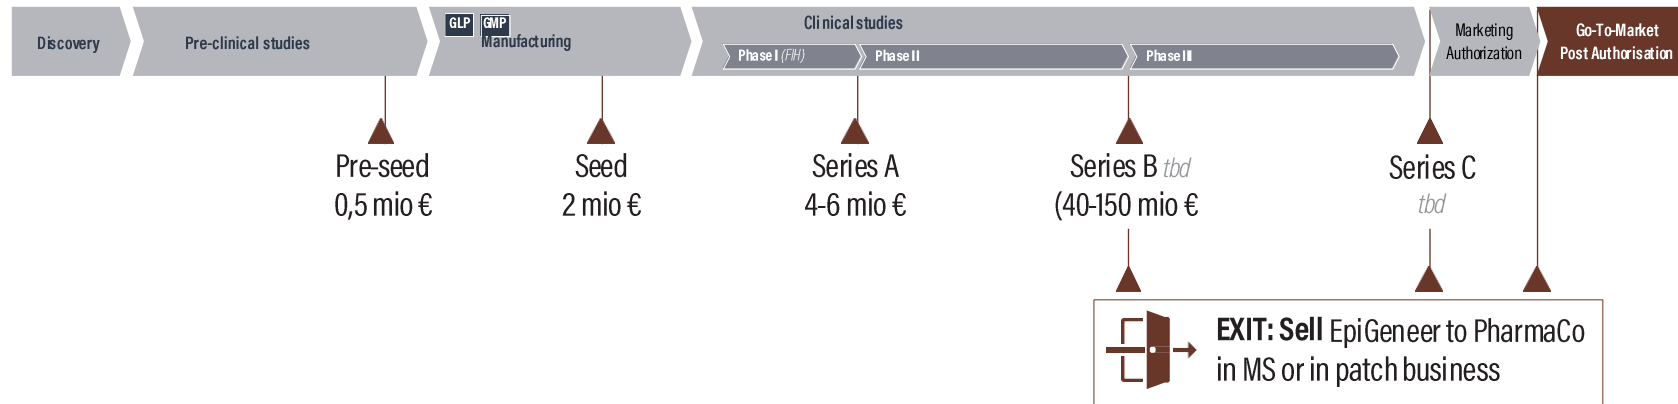 Discovery
Pre-clinical studies
GLP
GMP
Manufacturing
Clinical studies
Phase I (FIH)
Phase II
Phase III
Marketing
Authorization
Go-To-Market
Post Authorisation
Pre-seed
0,5 mio €
Seed
2 mio €
Series A
4-6 mio €
Series B tbd
(40-150 mio €
Series C
tbd
EXIT: Sell EpiGeneer to PharmaCo
in MS or in patch business